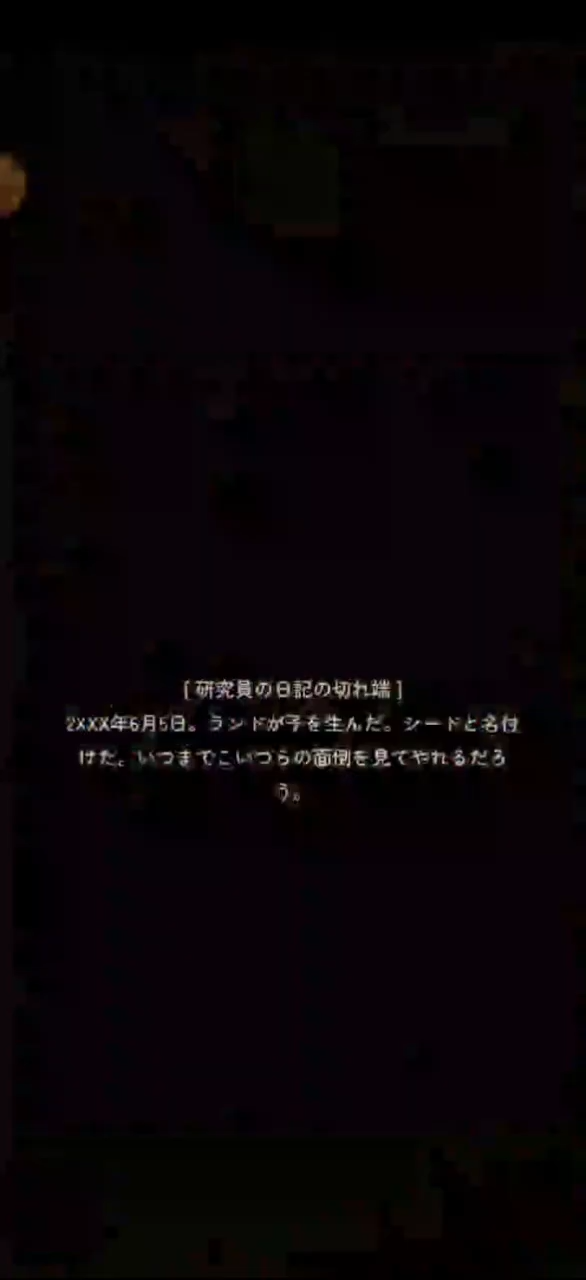 [ 研究員の日記の切れ端 ]
2XXX年6月5日。ランドが子を生んだ。シードと名付
けた。いつまでこいつらの面倒を見てやれるだろ
う。